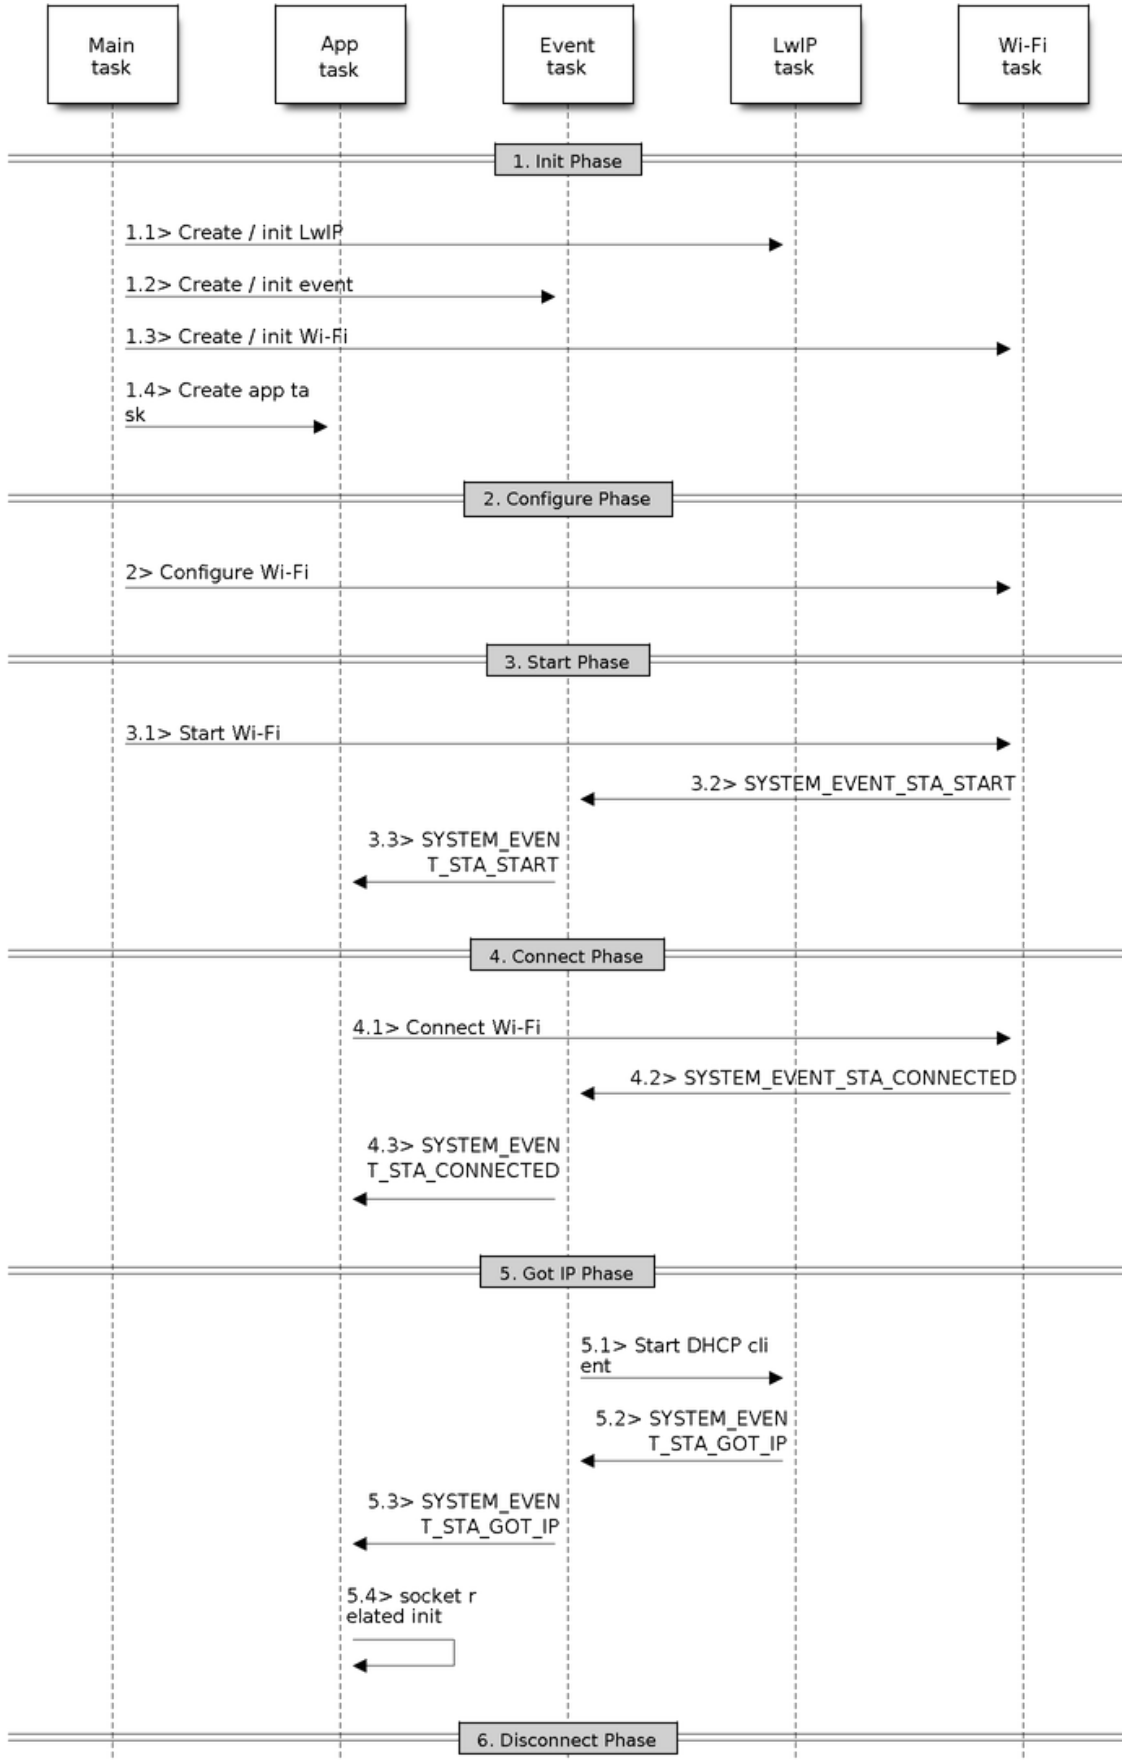 Main
task
App
task
Event
task
LwIP
task
Wi-Fi
task
1. Init Phase
1.1> Create / init LwIP
1.2> Create / init event
1.3> Create / init Wi-Fi
1.4> Create app ta
sk
2. Configure Phase
2> Configure Wi-Fi
3. Start Phase
3.1> Start Wi-Fi
3.2> SYSTEM_EVENT_STA_START
3.3> SYSTEM_EVEN
T_STA_START
4. Connect Phase
4.1> Connect Wi-Fi
4.2> SYSTEM_EVENT_STA_CONNECTED
4.3> SYSTEM_EVEN
T_STA_CONNECTED
5. Got IP Phase
5.1> Start DHCP cli
ent
5.2> SYSTEM_EVEN
T_STA_GOT_IP
5.3> SYSTEM_EVEN
T_STA_GOT_IP
5.4> socket r
elated init
6. Disconnect Phase